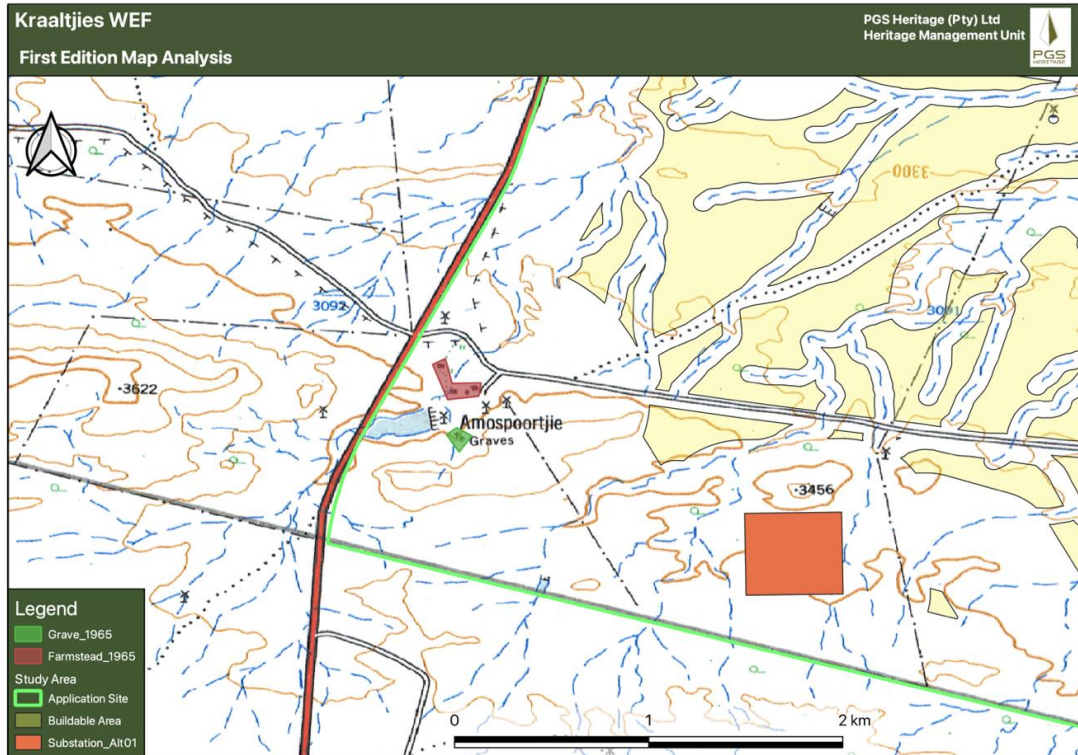 Kraaltjies WEF
First Edition Map Analysis
PGS Heritage (Pty) Ltd
Heritage Management Unit
PGS
HERITAGE
3300
3092
3091
·3622
Amospoortjie
Graves
·3456
Legend
Grave_1965
Farmstead_1965
Study Area
Application Site
Buildable Area
Substation_Alt01
0
1
2 km